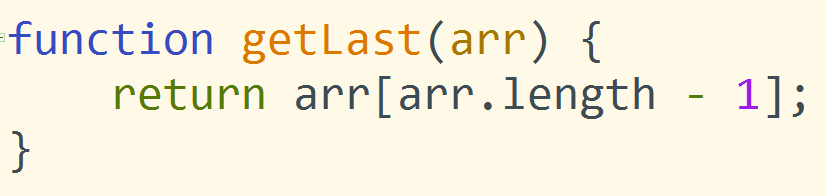 function getLast(arr) {
    return arr[arr.length - 1];
}